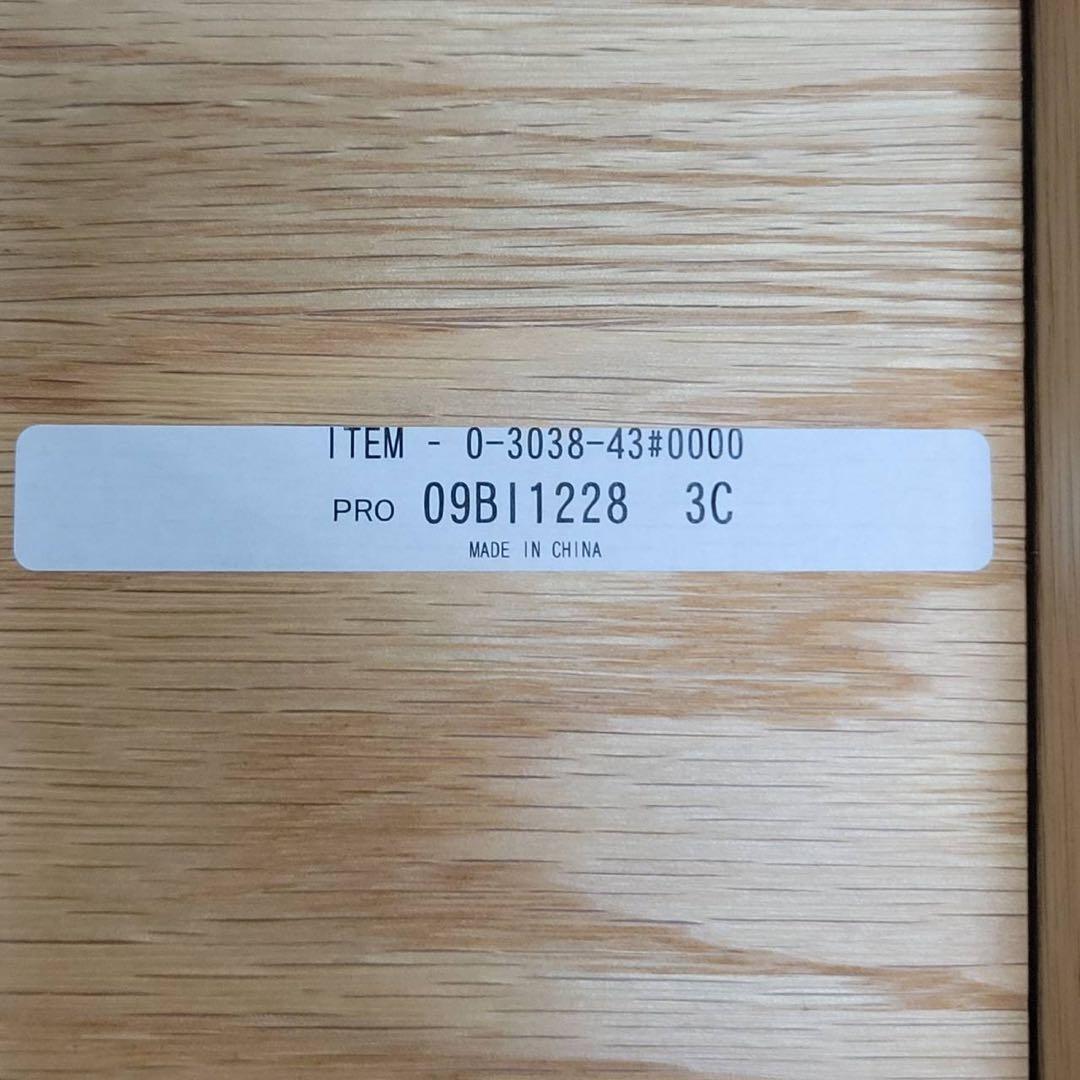 ITEM - 0-3038-43#0000
PRO 09BI1228 3C
MADE IN CHINA